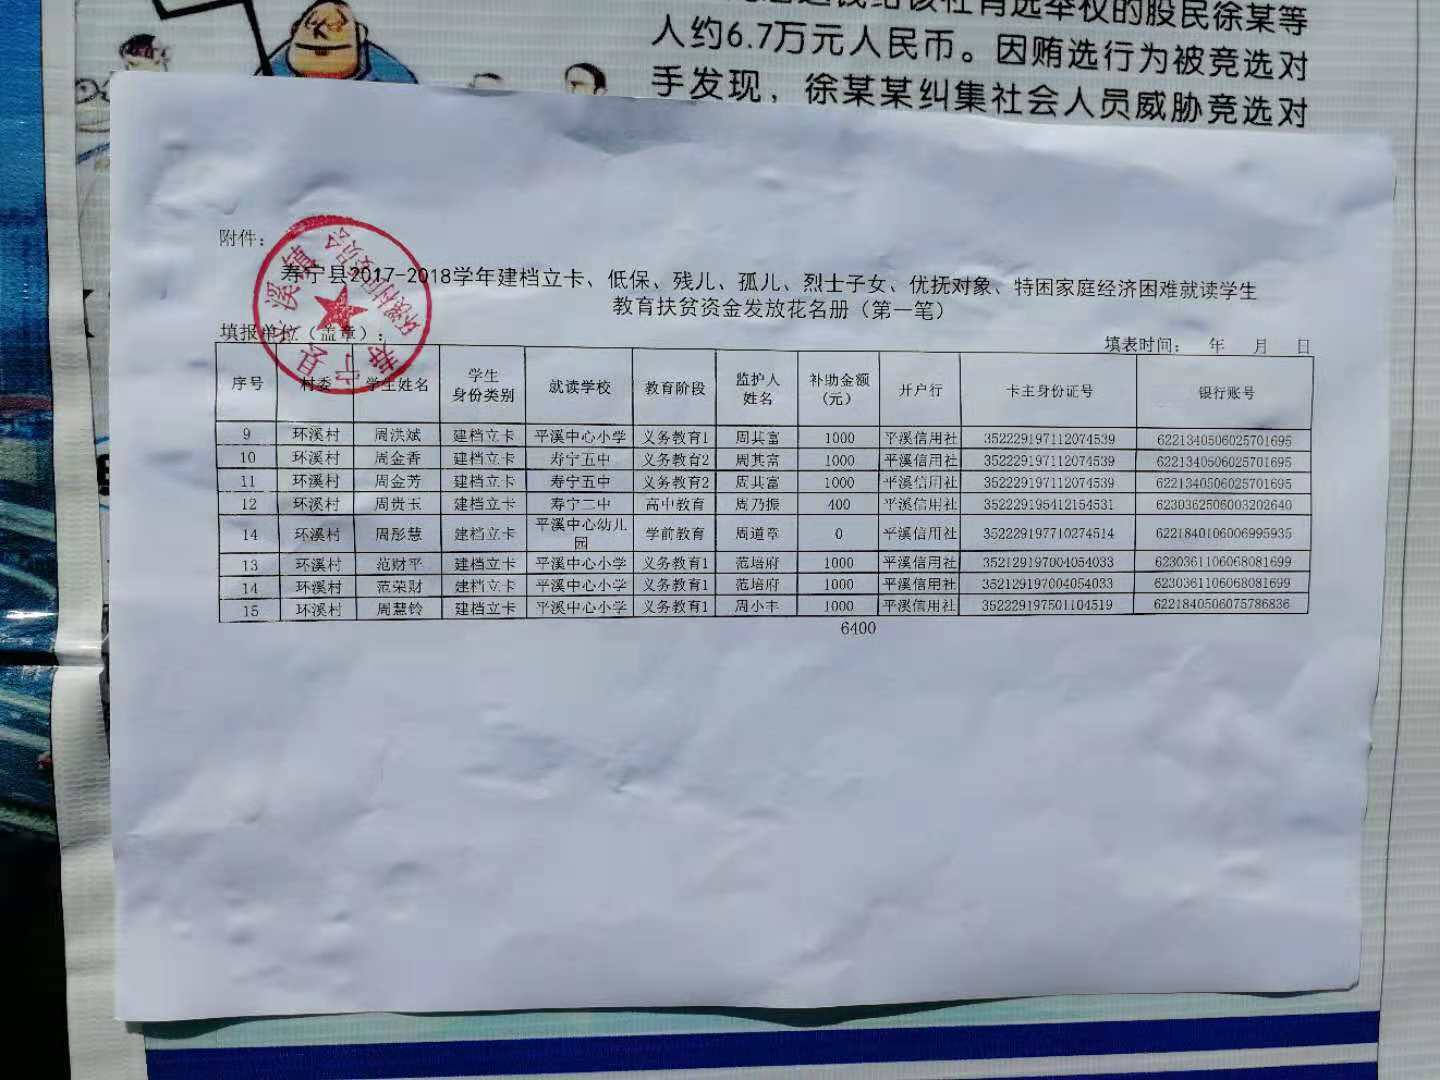 人约6.7万元人民币。因贿选行为被竞选对
手发现，徐某某纠集社会人员威胁竞选对
附件：
寿宁县2017-2018学年建档立卡、低保、残儿、孤儿、烈士子女、优抚对象、特困家庭经济困难就读学生
教育扶贫资金发放花名册（第一笔）
填报单位（盖章）： 填表时间： 年 月 日
序号 村委 学生姓名 学生身份类别 就读学校 教育阶段 监护人姓名 补助金额（元） 开户行 卡主身份证号 银行账号
9 环溪村 周洪斌 建档立卡 平溪中心小学 义务教育1 周其富 1000 平溪信用社 352229197112074539 6221340506025701695
10 环溪村 周金香 建档立卡 寿宁五中 义务教育2 周其富 1000 平溪信用社 352229197112074539 6221340506025701695
11 环溪村 周金芳 建档立卡 寿宁五中 义务教育2 周其富 1000 平溪信用社 352229197112074539 6221340506025701695
12 环溪村 周贵玉 建档立卡 寿宁二中 高中教育 周乃振 400 平溪信用社 352229195412154531 6230362506003202640
14 环溪村 周彤慧 建档立卡 平溪中心幼儿园 学前教育 周道章 0 平溪信用社 352229197710274514 6221840106006995935
13 环溪村 范财平 建档立卡 平溪中心小学 义务教育1 范培府 1000 平溪信用社 352129197004054033 6230361106068081699
14 环溪村 范荣财 建档立卡 平溪中心小学 义务教育1 范培府 1000 平溪信用社 352129197004054033 6230361106068081699
15 环溪村 周慧铃 建档立卡 平溪中心小学 义务教育1 周小丰 1000 平溪信用社 352229197501104519 6221840506075786836
6400